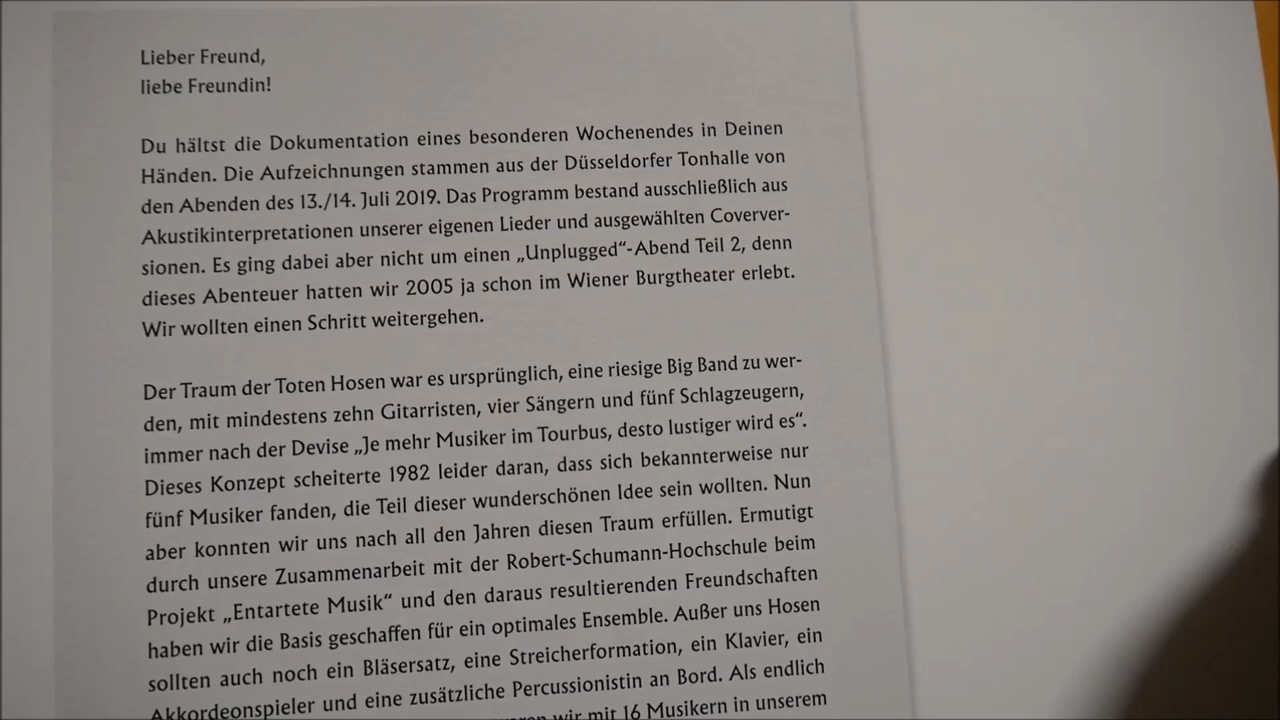 Lieber Freund,
liebe Freundin!
Du hältst die Dokumentation eines besonderen Wochenendes in Deinen
Händen. Die Aufzeichnungen stammen aus der Düsseldorfer Tonhalle von
den Abenden des 13./14. Juli 2019. Das Programm bestand ausschließlich aus
Akustikinterpretationen unserer eigenen Lieder und ausgewählten Coverver-
sionen. Es ging dabei aber nicht um einen „Unplugged“-Abend Teil 2, denn
dieses Abenteuer hatten wir 2005 ja schon im Wiener Burgtheater erlebt.
Wir wollten einen Schritt weitergehen.
Der Traum der Toten Hosen war es ursprünglich, eine riesige Big Band zu wer-
den, mit mindestens zehn Gitarristen, vier Sängern und fünf Schlagzeugern,
immer nach der Devise „Je mehr Musiker im Tourbus, desto lustiger wird es“.
Dieses Konzept scheiterte 1982 leider daran, dass sich bekannterweise nur
fünf Musiker fanden, die Teil dieser wunderschönen Idee sein wollten. Nun
aber konnten wir uns nach all den Jahren diesen Traum erfüllen. Ermutigt
durch unsere Zusammenarbeit mit der Robert-Schumann-Hochschule beim
Projekt „Entartete Musik“ und den daraus resultierenden Freundschaften
haben wir die Basis geschaffen für ein optimales Ensemble. Außer uns Hosen
sollten auch noch ein Bläsersatz, eine Streicherformation, ein Klavier, ein
Akkordeonspieler und eine zusätzliche Percussionistin an Bord. Als endlich
wir mit 16 Musikern in unserem